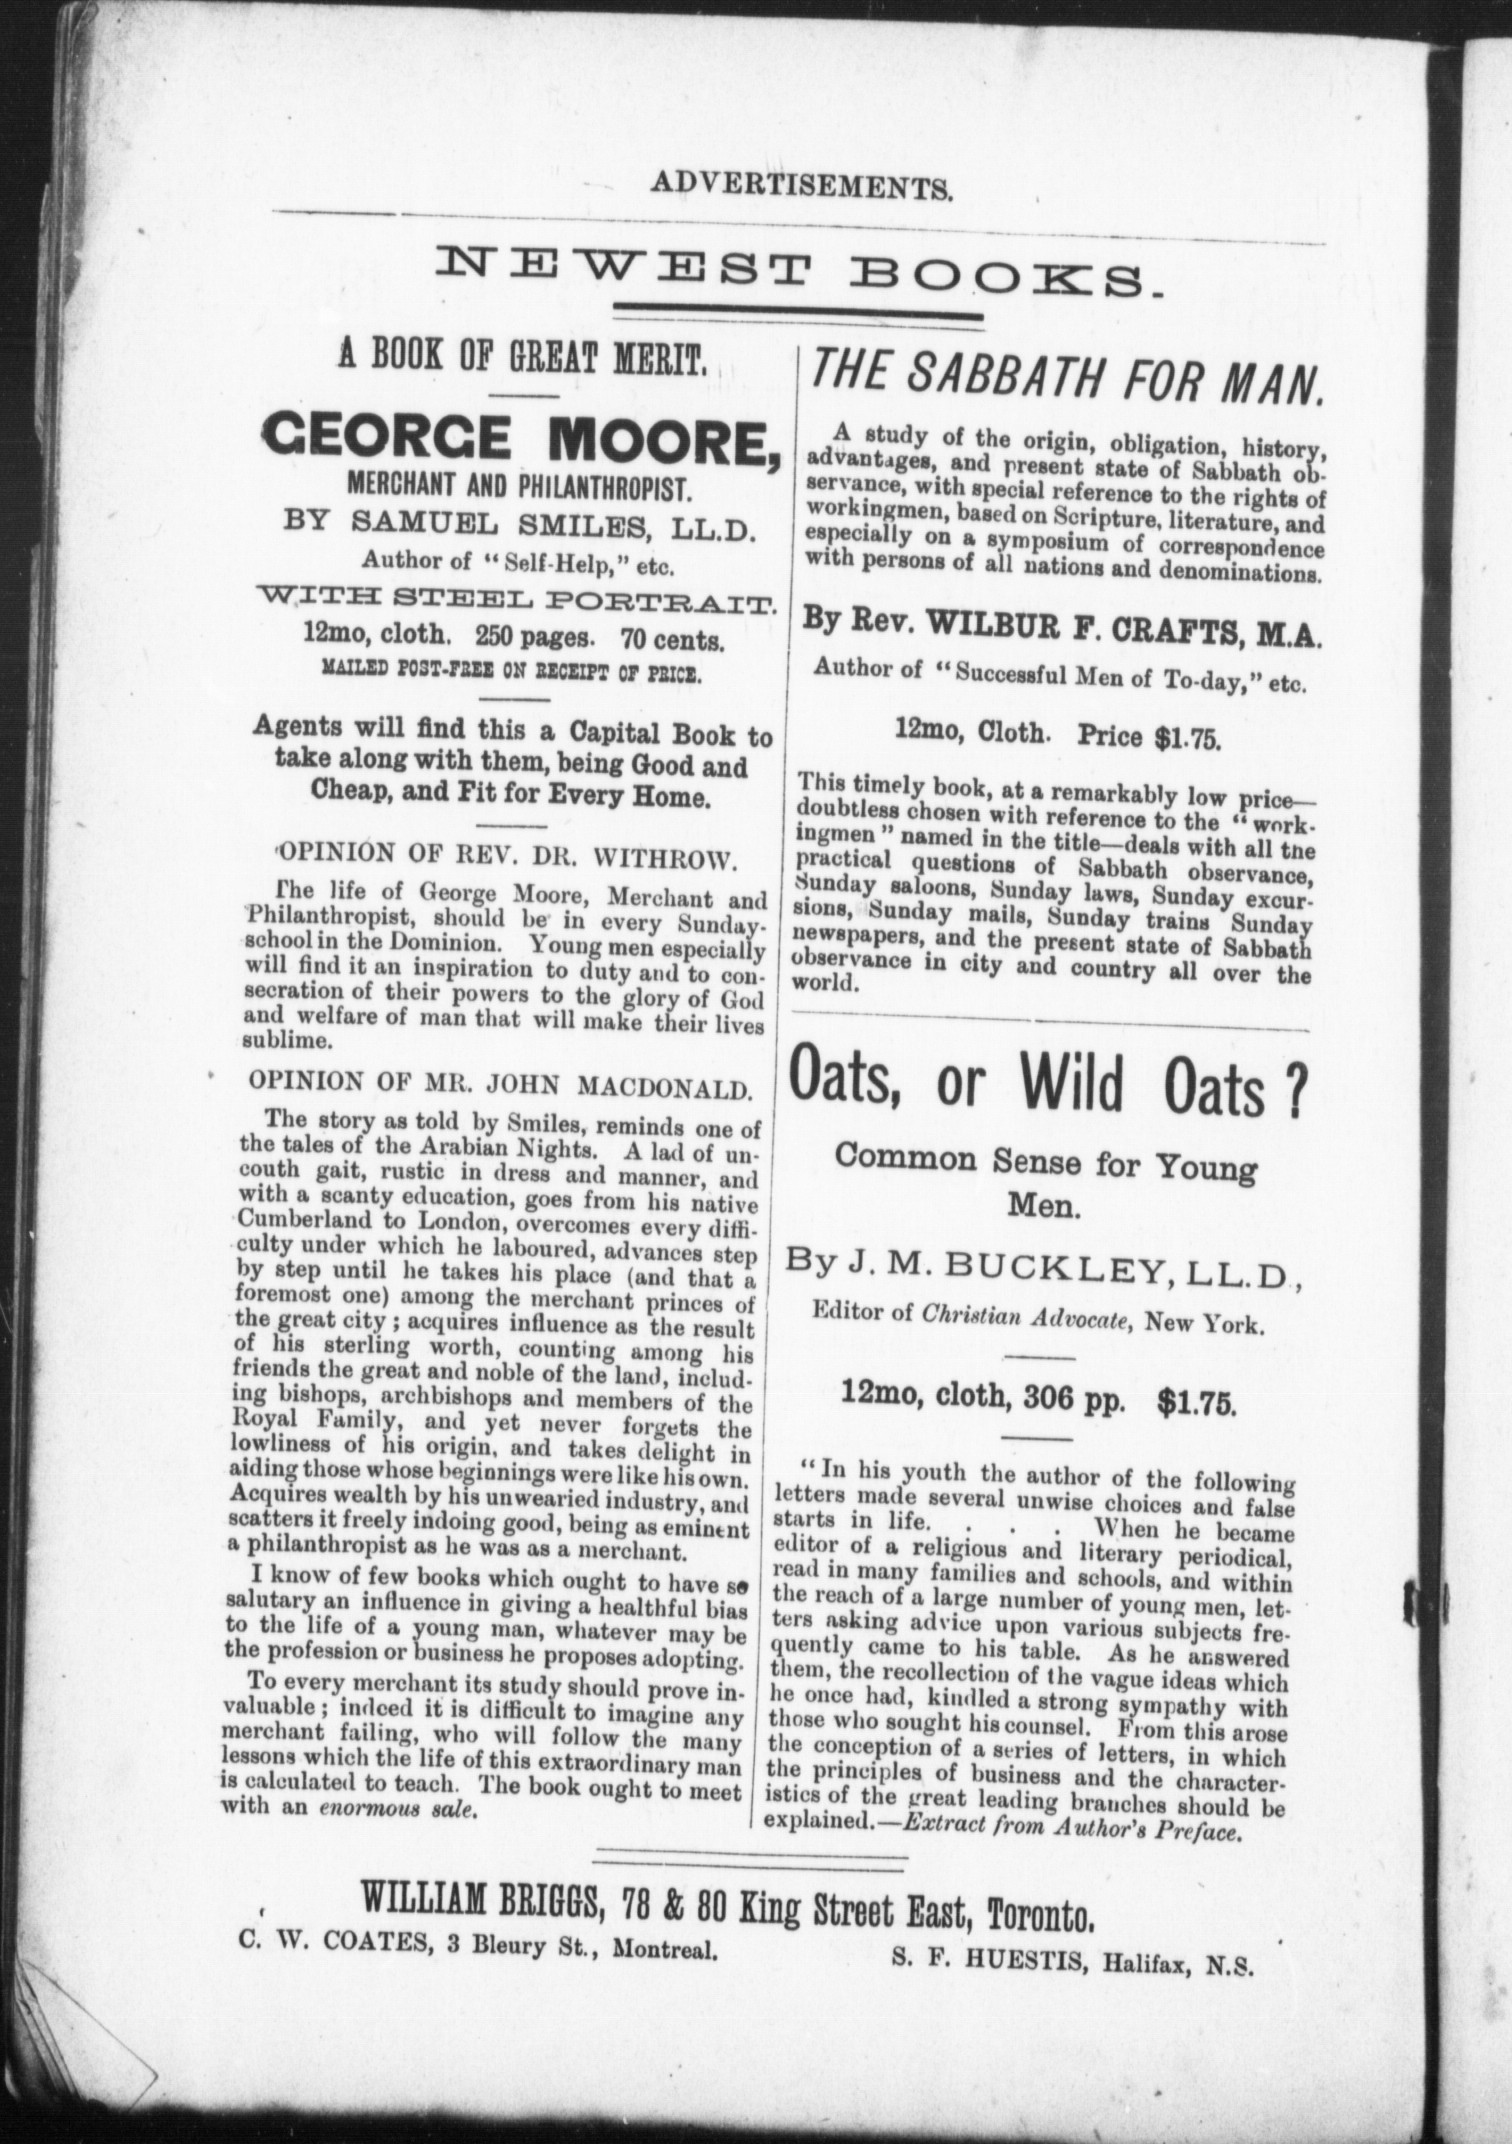 ADVERTISEMENTS.
NEWEST BOOKS.
A BOOK OF GREAT MERIT.
GEORGE MOORE,
MERCHANT AND PHILANTHROPIST.
BY SAMUEL SMILES, LL.D.
Author of "Self-Help," etc.
WITH STEEL PORTRAIT.
12mo, cloth. 250 pages. 70 cents.
MAILED POST-FREE ON RECEIPT OF PRICE.
Agents will find this a Capital Book to
take along with them, being Good and
Cheap, and Fit for Every Home.
OPINION OF REV. DR. WITHROW.
The life of George Moore, Merchant and
Philanthropist, should be in every Sunday-
school in the Dominion. Young men especially
will find it an inspiration to duty and to con-
secration of their powers to the glory of God
and welfare of man that will make their lives
sublime.
OPINION OF MR. JOHN MACDONALD.
The story as told by Smiles, reminds one of
the tales of the Arabian Nights. A lad of un-
couth gait, rustic in dress and manner, and
with a scanty education, goes from his native
Cumberland to London, overcomes every diffi-
culty under which he laboured, advances step
by step until he takes his place (and that a
foremost one) among the merchant princes of
the great city; acquires influence as the result
of his sterling worth, counting among his
friends the great and noble of the land, includ-
ing bishops, archbishops and members of the
Royal Family, and yet never forgets the
lowliness of his origin, and takes delight in
aiding those whose beginnings were like his own.
Acquires wealth by his unwearied industry, and
scatters it freely indoing good, being as eminent
a philanthropist as he was as a merchant.
I know of few books which ought to have so
salutary an influence in giving a healthful bias
to the life of a young man, whatever may be
the profession or business he proposes adopting.
To every merchant its study should prove in-
valuable; indeed it is difficult to imagine any
merchant failing, who will follow the many
lessons which the life of this extraordinary man
is calculated to teach. The book ought to meet
with an enormous sale.
THE SABBATH FOR MAN.
A study of the origin, obligation, history,
advantages, and present state of Sabbath ob-
servance, with special reference to the rights of
workingmen, based on Scripture, literature, and
especially on a symposium of correspondence
with persons of all nations and denominations.
By Rev. WILBUR F. CRAFTS, M.A.
Author of "Successful Men of To-day," etc.
12mo, Cloth. Price $1.75.
This timely book, at a remarkably low price—
doubtless chosen with reference to the "work-
ingmen" named in the title—deals with all the
practical questions of Sabbath observance,
Sunday saloons, Sunday laws, Sunday excur-
sions, Sunday mails, Sunday trains Sunday
newspapers, and the present state of Sabbath
observance in city and country all over the
world.
Oats, or Wild Oats?
Common Sense for Young
Men.
By J. M. BUCKLEY, LL.D.,
Editor of Christian Advocate, New York.
12mo, cloth, 306 pp. $1.75.
"In his youth the author of the following
letters made several unwise choices and false
starts in life. . . . When he became
editor of a religious and literary periodical,
read in many families and schools, and within
the reach of a large number of young men, let-
ters asking advice upon various subjects fre-
quently came to his table. As he answered
them, the recollection of the vague ideas which
he once had, kindled a strong sympathy with
those who sought his counsel. From this arose
the conception of a series of letters, in which
the principles of business and the character-
istics of the great leading branches should be
explained.—Extract from Author's Preface.
WILLIAM BRIGGS, 78 & 80 King Street East, Toronto.
C. W. COATES, 3 Bleury St., Montreal. S. F. HUESTIS, Halifax, N.S.